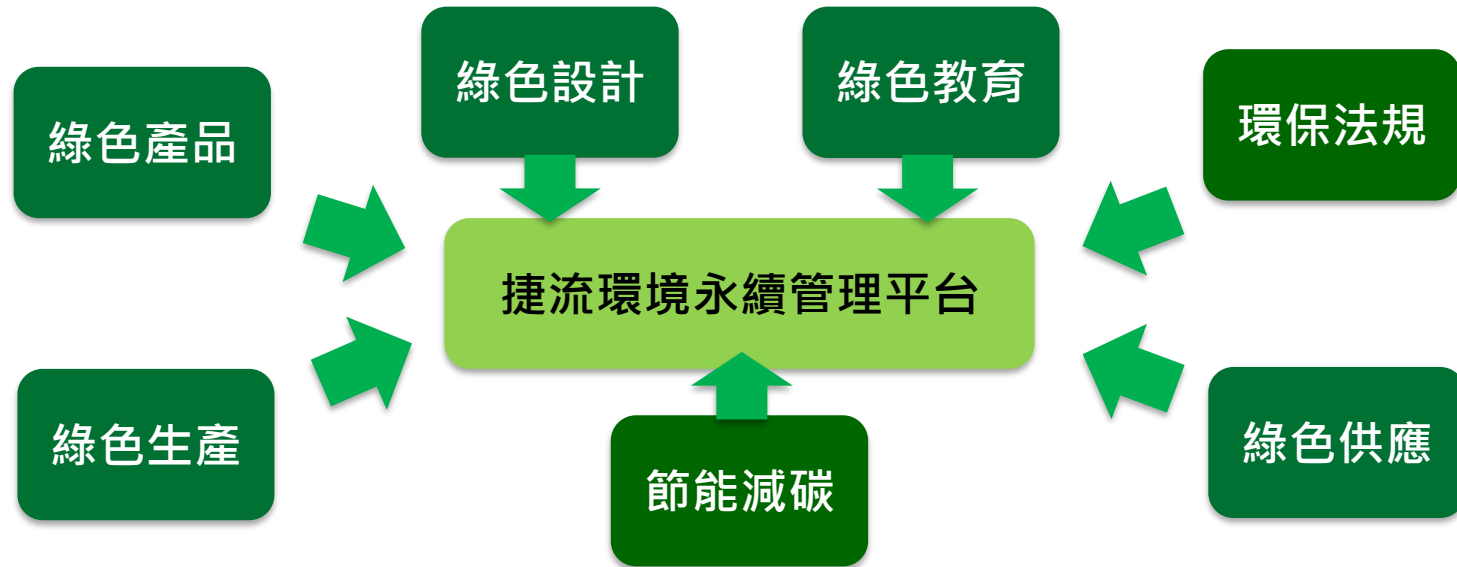 綠色設計
綠色教育
綠色產品
環保法規
捷流環境永續管理平台
綠色生產
綠色供應
節能減碳